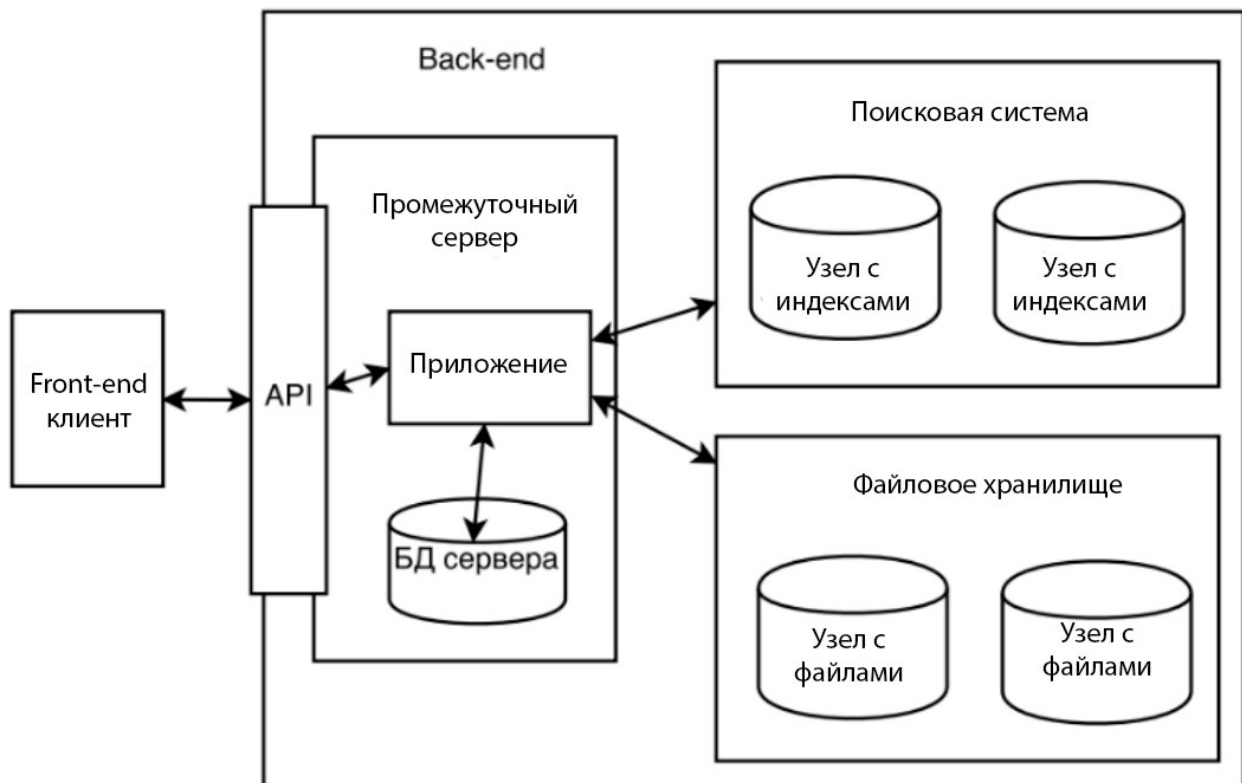 Back-end
Поисковая система
Промежуточный
сервер
Узел с
индексами
Узел с
индексами
Front-end
клиент
API
Приложение
БД сервера
Файловое хранилище
Узел с
файлами
Узел с
файлами